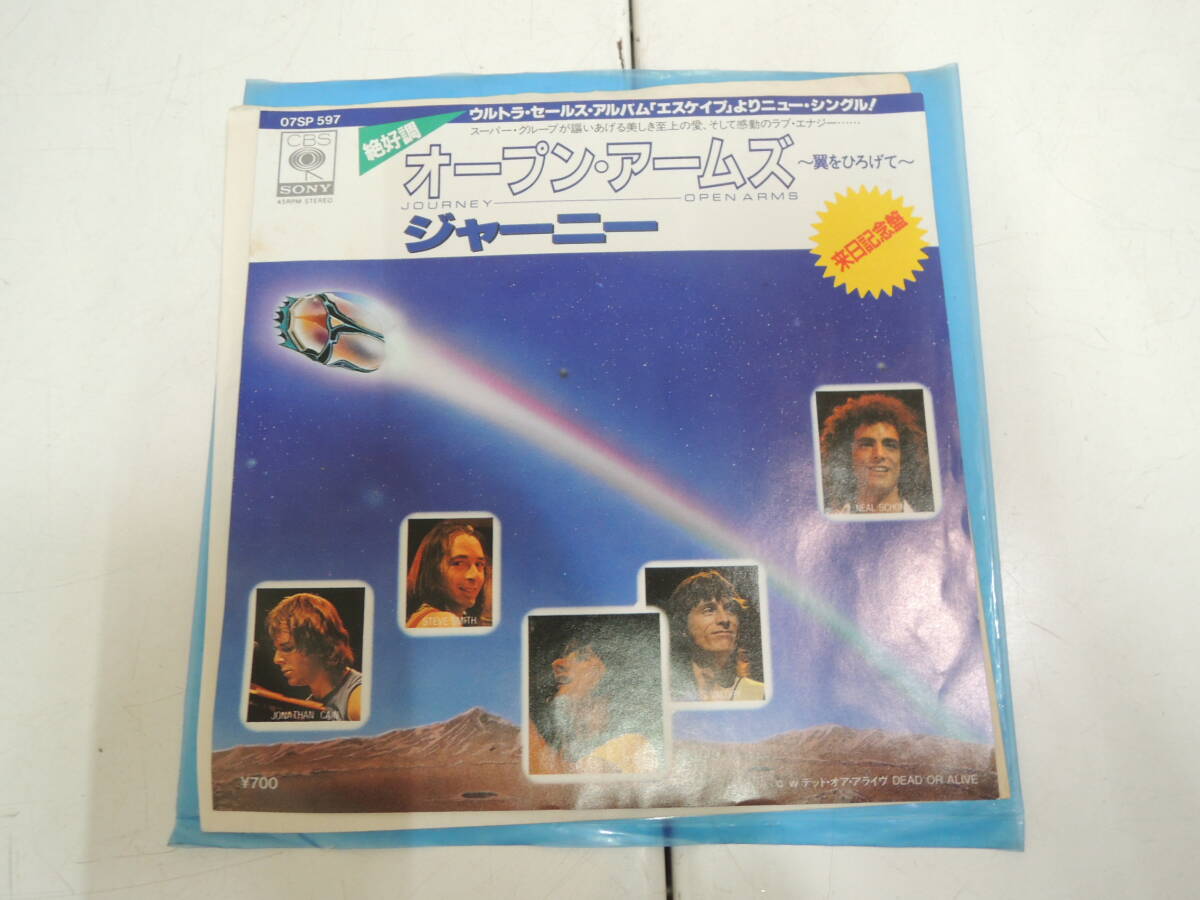 07SP 597
ウルトラ・セールス・アルバム「エスケイプ」よりニュー・シングル!
CBS
SONY
45RPM STEREO
絶好調
スーパー・グループが謳いあげる美しき至上の愛、そして感動のラブ・エナジー……
オープン・アームズ
〜翼をひろげて〜
JOURNEY OPEN ARMS
ジャーニー
来日記念盤
NEAL SCHON
STEVE SMITH
JONATHAN CAIN
¥700
c/w デッド・オア・アライヴ DEAD OR ALIVE